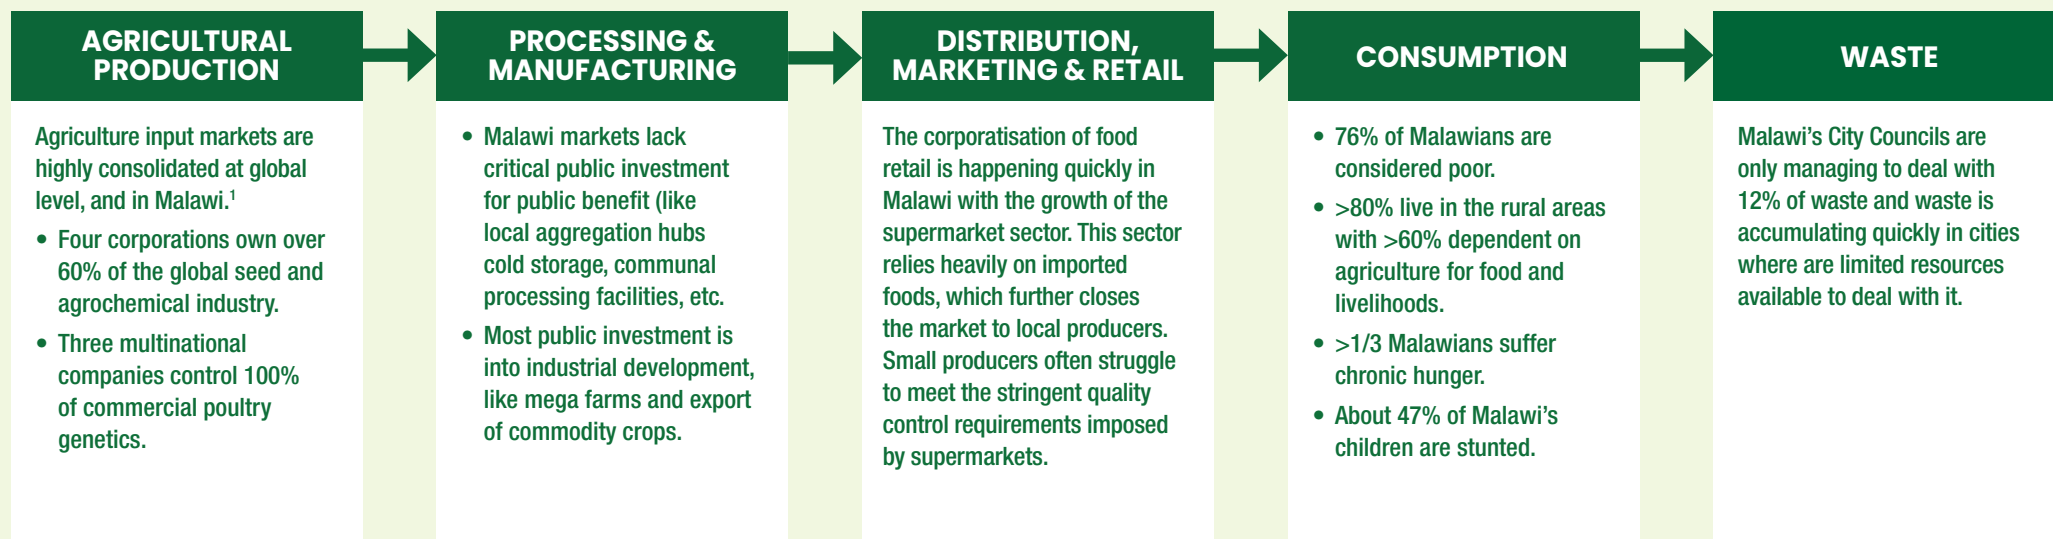 AGRICULTURAL
PRODUCTION
Agriculture input markets are
highly consolidated at global
level, and in Malawi.¹
• Four corporations own over
60% of the global seed and
agrochemical industry.
• Three multinational
companies control 100%
of commercial poultry
genetics.
PROCESSING &
MANUFACTURING
• Malawi markets lack
critical public investment
for public benefit (like
local aggregation hubs
cold storage, communal
processing facilities, etc.
• Most public investment is
into industrial development,
like mega farms and export
of commodity crops.
DISTRIBUTION,
MARKETING & RETAIL
The corporatisation of food
retail is happening quickly in
Malawi with the growth of the
supermarket sector. This sector
relies heavily on imported
foods, which further closes
the market to local producers.
Small producers often struggle
to meet the stringent quality
control requirements imposed
by supermarkets.
CONSUMPTION
• 76% of Malawians are
considered poor.
• >80% live in the rural areas
with >60% dependent on
agriculture for food and
livelihoods.
• >1/3 Malawians suffer
chronic hunger.
• About 47% of Malawi’s
children are stunted.
WASTE
Malawi’s City Councils are
only managing to deal with
12% of waste and waste is
accumulating quickly in cities
where are limited resources
available to deal with it.